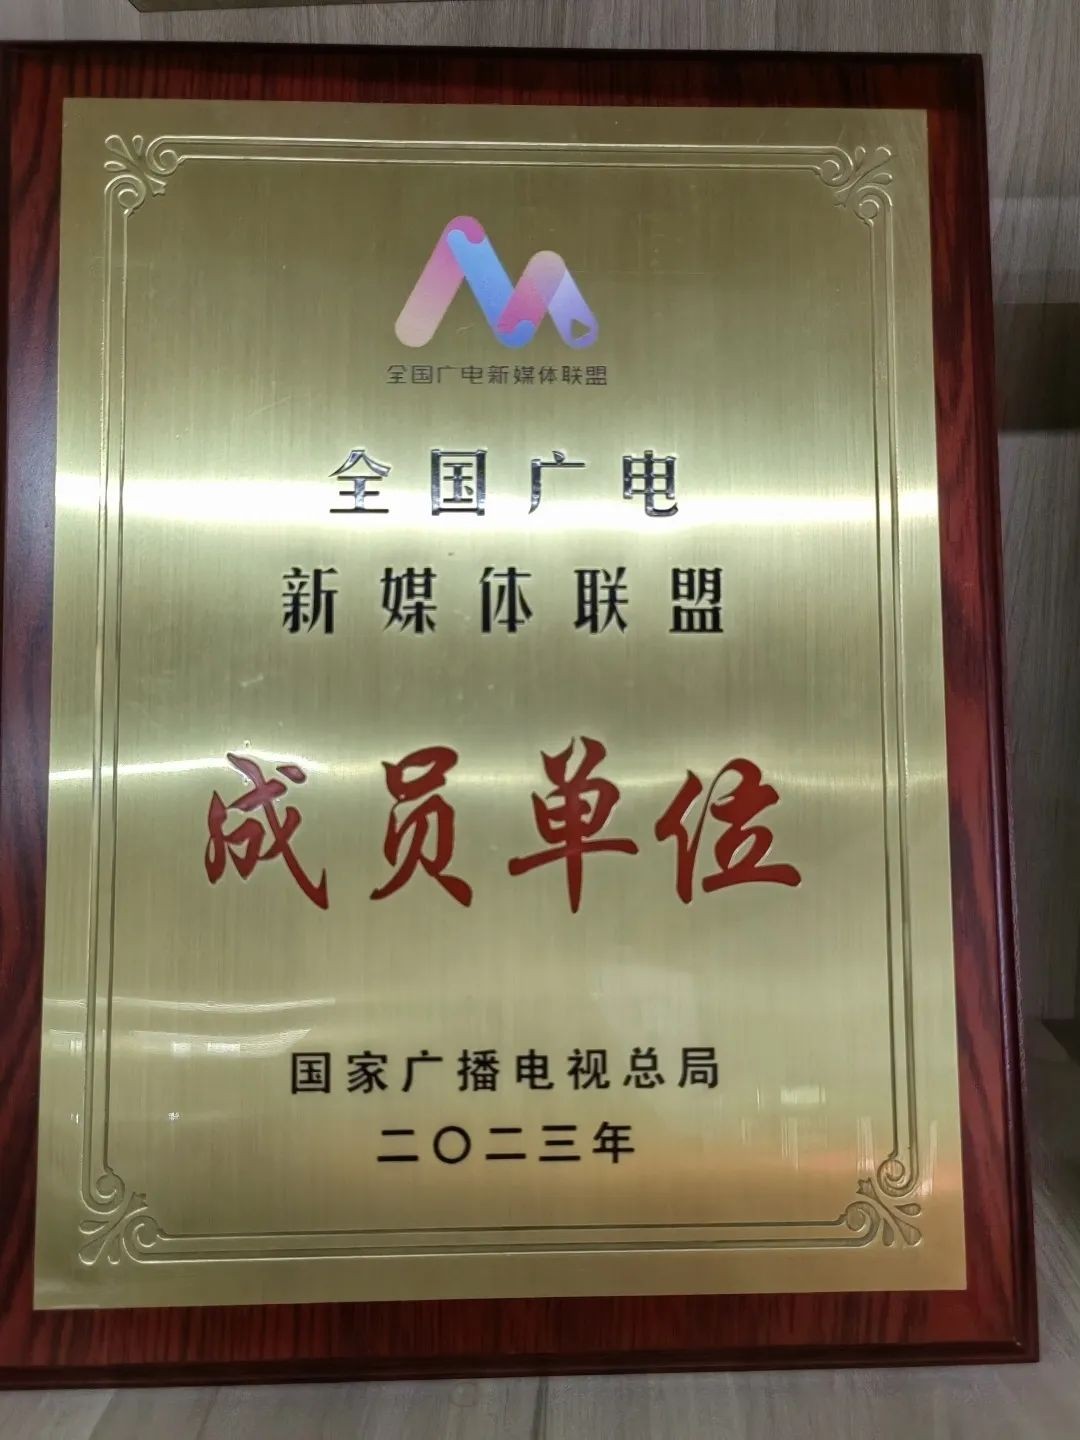 全国广电新媒体联盟
全国广电
新媒体联盟
成员单位
国家广播电视总局
二〇二三年